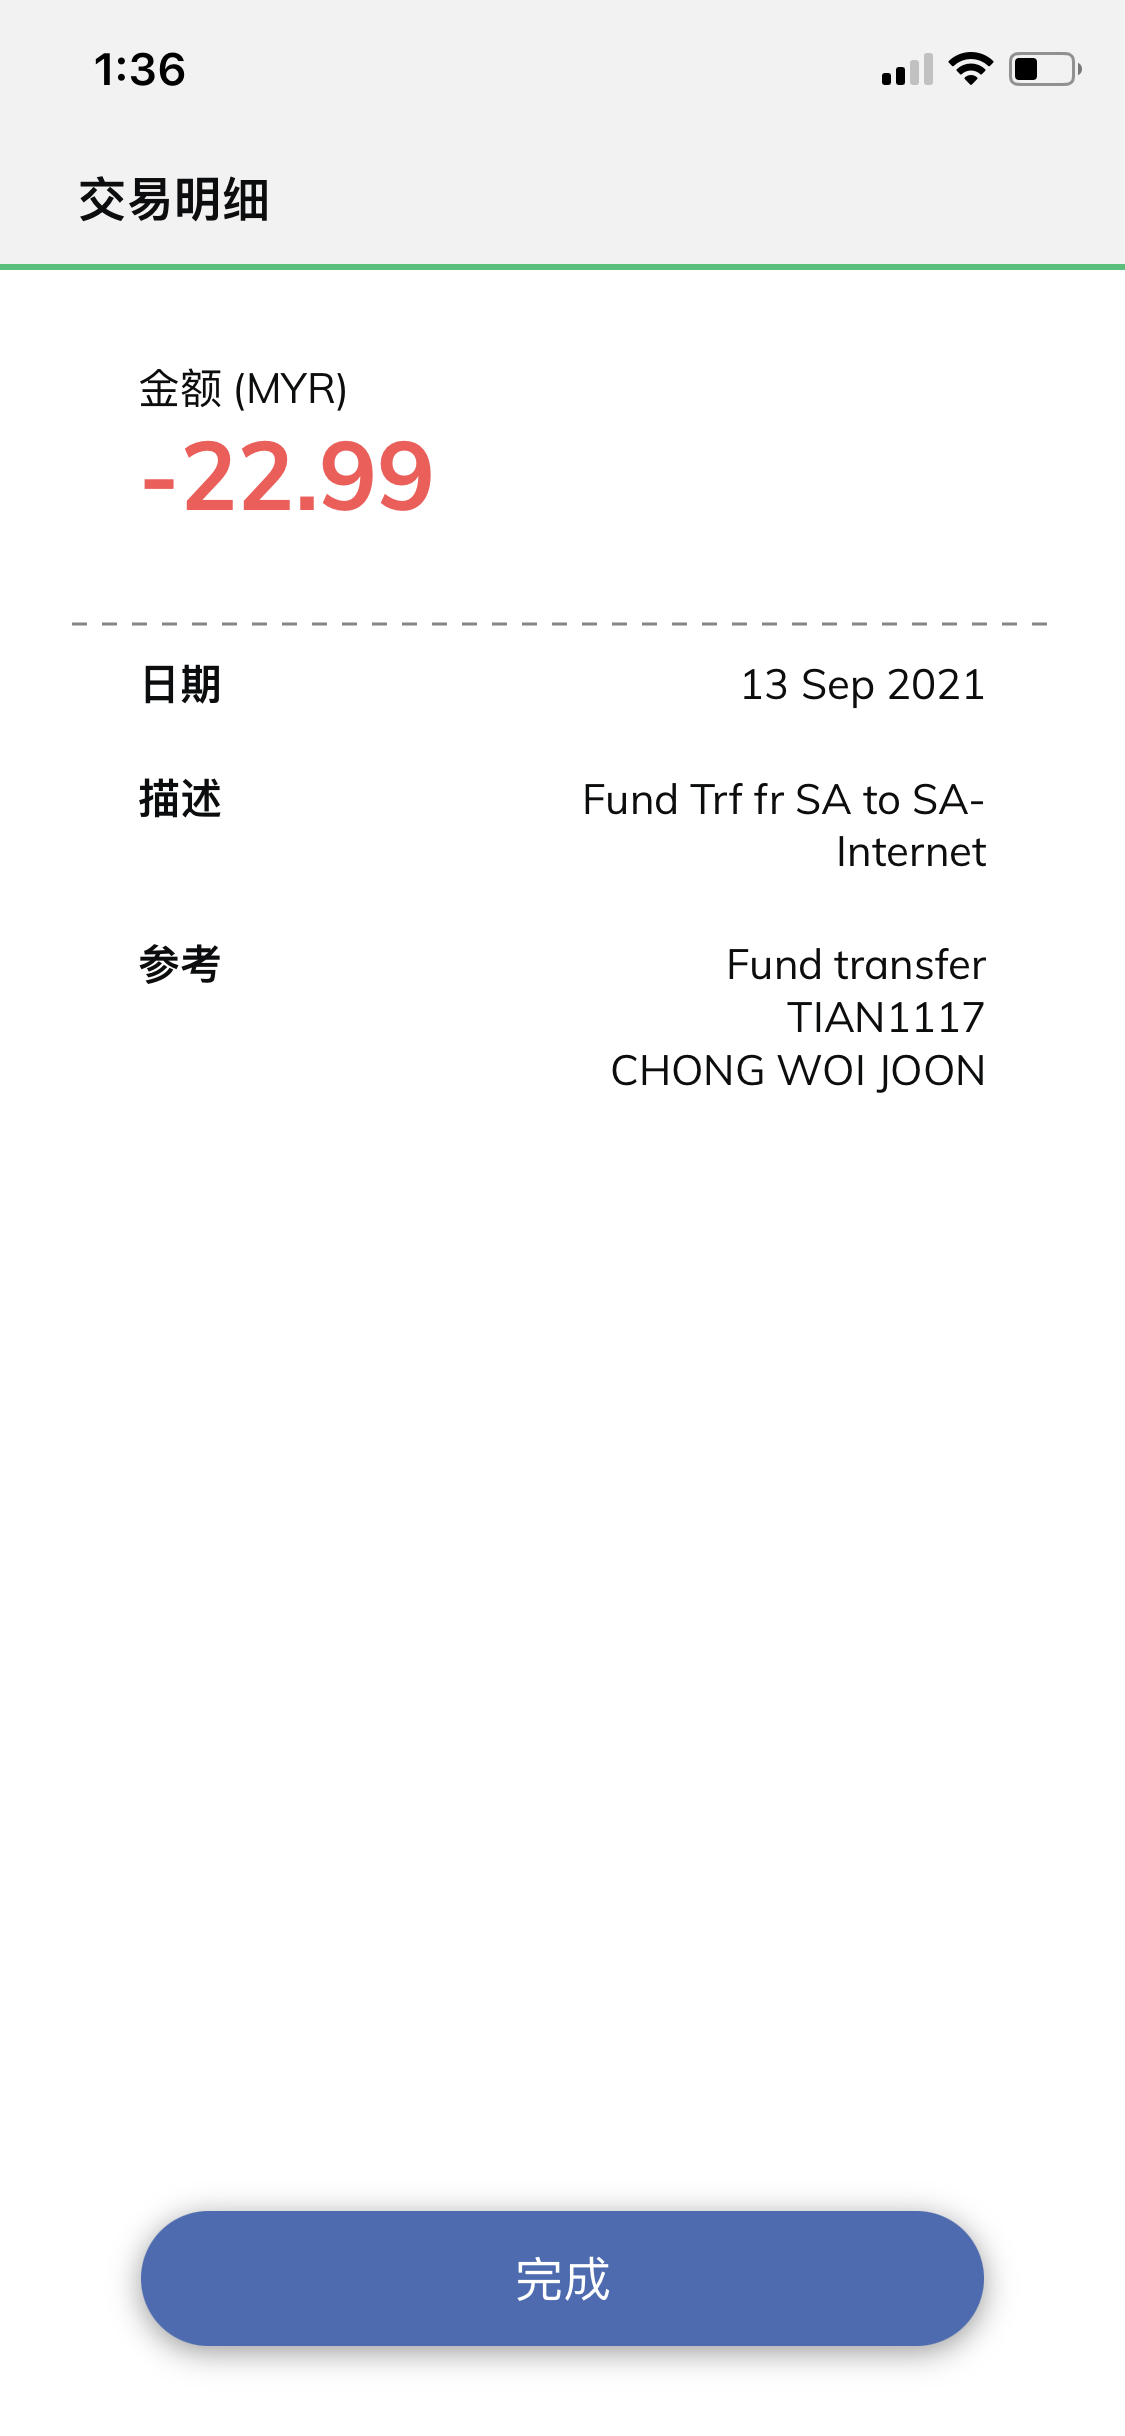 1:36
交易明细
金额 (MYR)
-22.99
日期 13 Sep 2021
描述 Fund Trf fr SA to SA-
Internet
参考 Fund transfer
TIAN1117
CHONG WOI JOON
完成